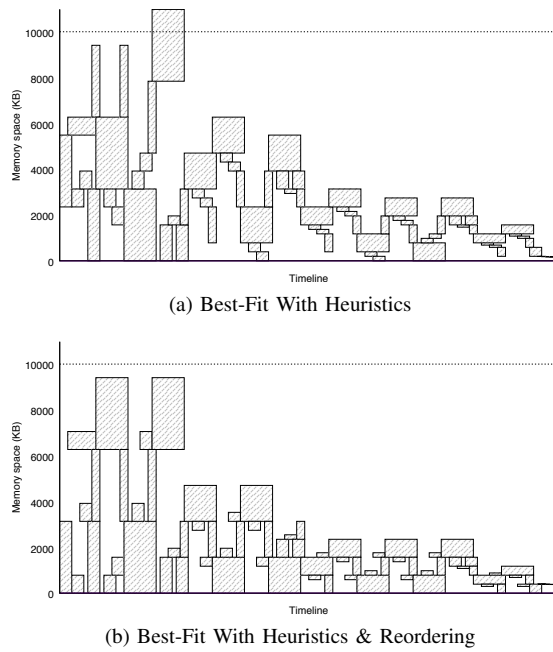 10000
8000
6000
4000
2000
0
Memory space (KB)
Timeline
(a) Best-Fit With Heuristics
10000
8000
6000
4000
2000
0
Memory space (KB)
Timeline
(b) Best-Fit With Heuristics & Reordering